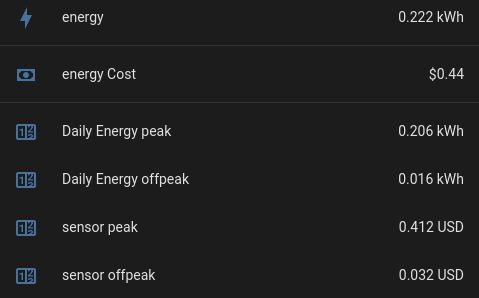 energy 0.222 kWh
energy Cost $0.44
Daily Energy peak 0.206 kWh
Daily Energy offpeak 0.016 kWh
sensor peak 0.412 USD
sensor offpeak 0.032 USD